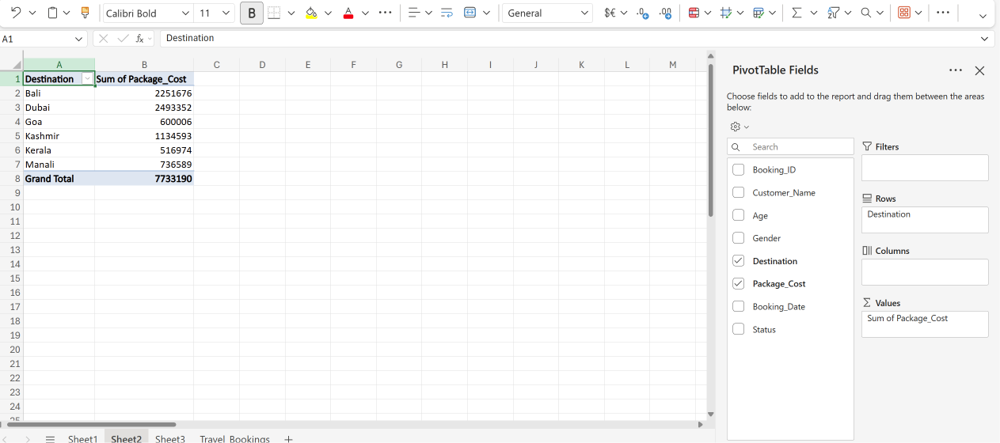 Calibri Bold 11 B A General $€
A1 fx Destination
A B C D E F G H I J K L M
1 Destination Sum of Package_Cost
2 Bali 2251676
3 Dubai 2493352
4 Goa 600006
5 Kashmir 1134593
6 Kerala 516974
7 Manali 736589
8 Grand Total 7733190
9
10
11
12
13
14
15
16
17
18
19
20
21
22
23
24
25
Sheet1 Sheet2 Sheet3 Travel_Bookings +
PivotTable Fields
Choose fields to add to the report and drag them between the areas
below:
Search
Booking_ID
Customer_Name
Age
Gender
Destination
Package_Cost
Booking_Date
Status
Filters
Rows
Destination
Columns
Σ Values
Sum of Package_Cost